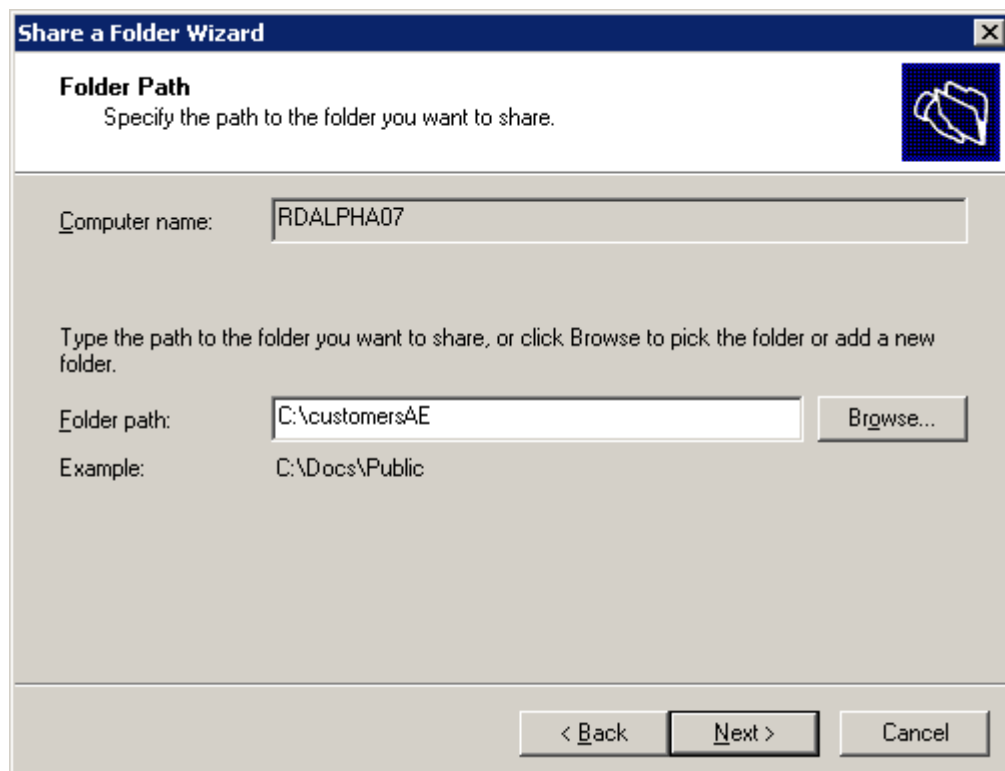 Share a Folder Wizard
Folder Path
Specify the path to the folder you want to share.
Computer name:
RDALPHA07
Type the path to the folder you want to share, or click Browse to pick the folder or add a new
folder.
Folder path:
C:\customersAE
Browse...
Example:
C:\Docs\Public
< Back
Next >
Cancel